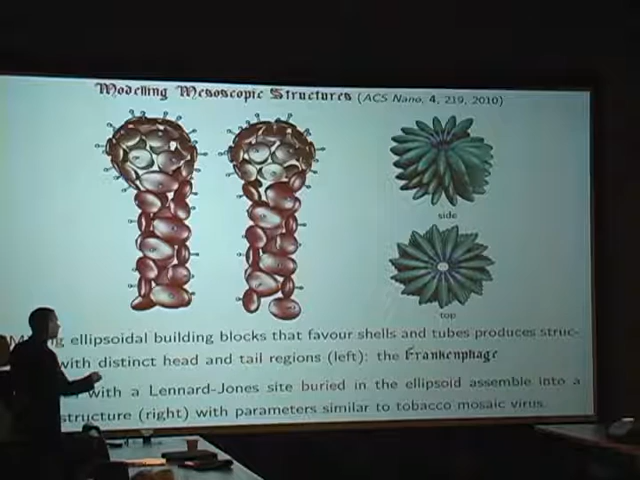 Modelling Mesoscopic Structures (ACS Nano, 4, 219, 2010)
side
top
ellipsoidal building blocks that favour shells and tubes produces struc-
with distinct head and tail regions (left): the Frankenphage
with a Lennard-Jones site buried in the ellipsoid assemble into a
structure (right) with parameters similar to tobacco mosaic virus.